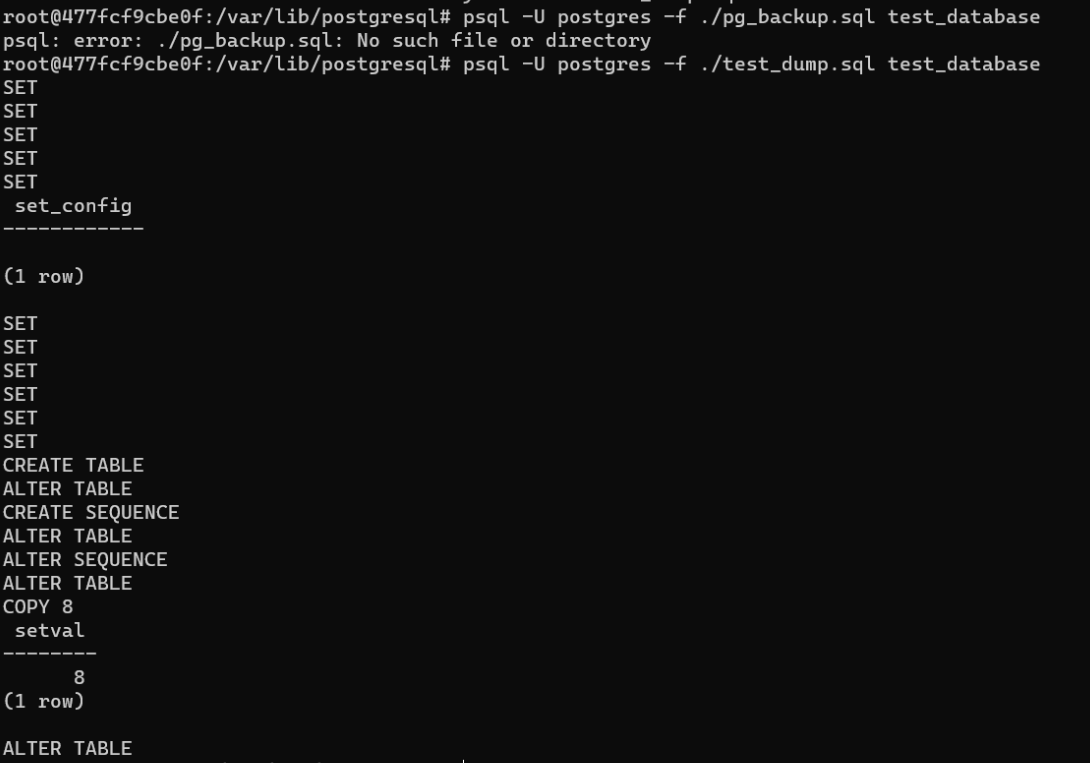 root@477fcf9cbe0f:/var/lib/postgresql# psql -U postgres -f ./pg_backup.sql test_database
psql: error: ./pg_backup.sql: No such file or directory
root@477fcf9cbe0f:/var/lib/postgresql# psql -U postgres -f ./test_dump.sql test_database
SET
SET
SET
SET
SET
 set_config
------------

(1 row)

SET
SET
SET
SET
SET
SET
CREATE TABLE
ALTER TABLE
CREATE SEQUENCE
ALTER TABLE
ALTER SEQUENCE
ALTER TABLE
COPY 8
 setval
--------
      8
(1 row)

ALTER TABLE